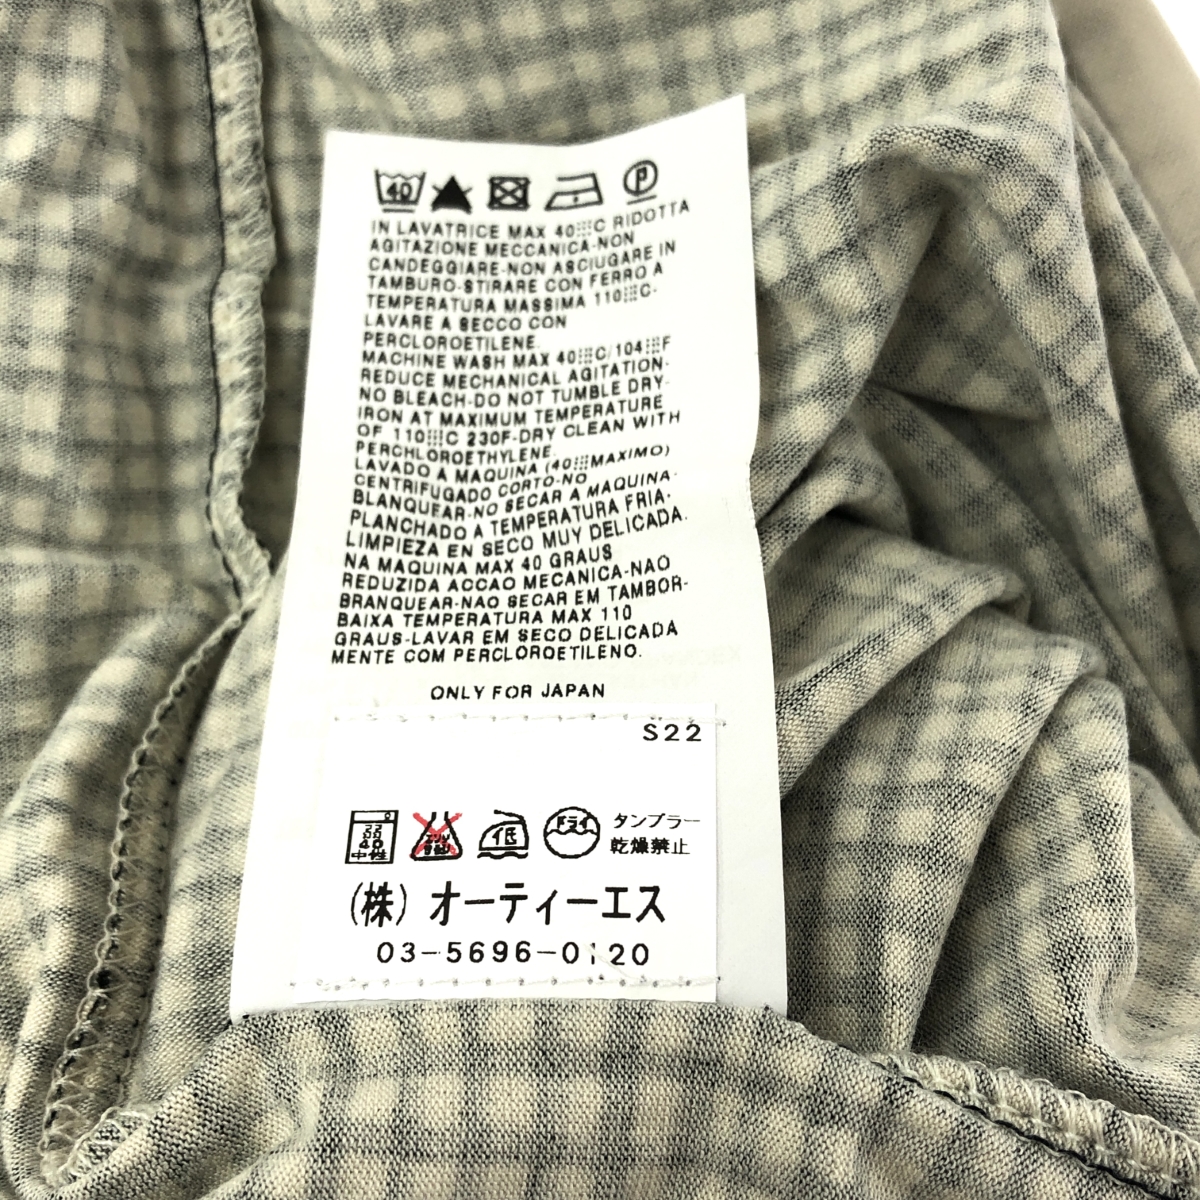 40 P
IN LAVATRICE MAX 40⁞⁞⁞C RIDOTTA
AGITAZIONE MECCANICA-NON
CANDEGGIARE-NON ASCIUGARE IN
TAMBURO-STIRARE CON FERRO A
TEMPERATURA MASSIMA 110⁞⁞⁞C-
LAVARE A SECCO CON
PERCLOROETILENE.
MACHINE WASH MAX 40⁞⁞⁞C/104⁞⁞⁞F
REDUCE MECHANICAL AGITATION-
NO BLEACH-DO NOT TUMBLE DRY-
IRON AT MAXIMUM TEMPERATURE
OF 110⁞⁞⁞C 230F-DRY CLEAN WITH
PERCHLOROETHYLENE.
LAVADO A MAQUINA (40⁞⁞⁞MAXIMO)
CENTRIFUGADO CORTO-NO
BLANQUEAR-NO SECAR A MAQUINA-
PLANCHADO A TEMPERATURA FRIA-
LIMPIEZA EN SECO MUY DELICADA.
NA MAQUINA MAX 40 GRAUS
REDUZIDA ACCAO MECANICA-NAO
BRANQUEAR-NAO SECAR EM TAMBOR-
BAIXA TEMPERATURA MAX 110
GRAUS-LAVAR EM SECO DELICADA
MENTE COM PERCLOROETILENO.
ONLY FOR JAPAN
S22
弱
40
中性
低
ドライ
タンブラー
乾燥禁止
(株) オーティーエス
03-5696-0120